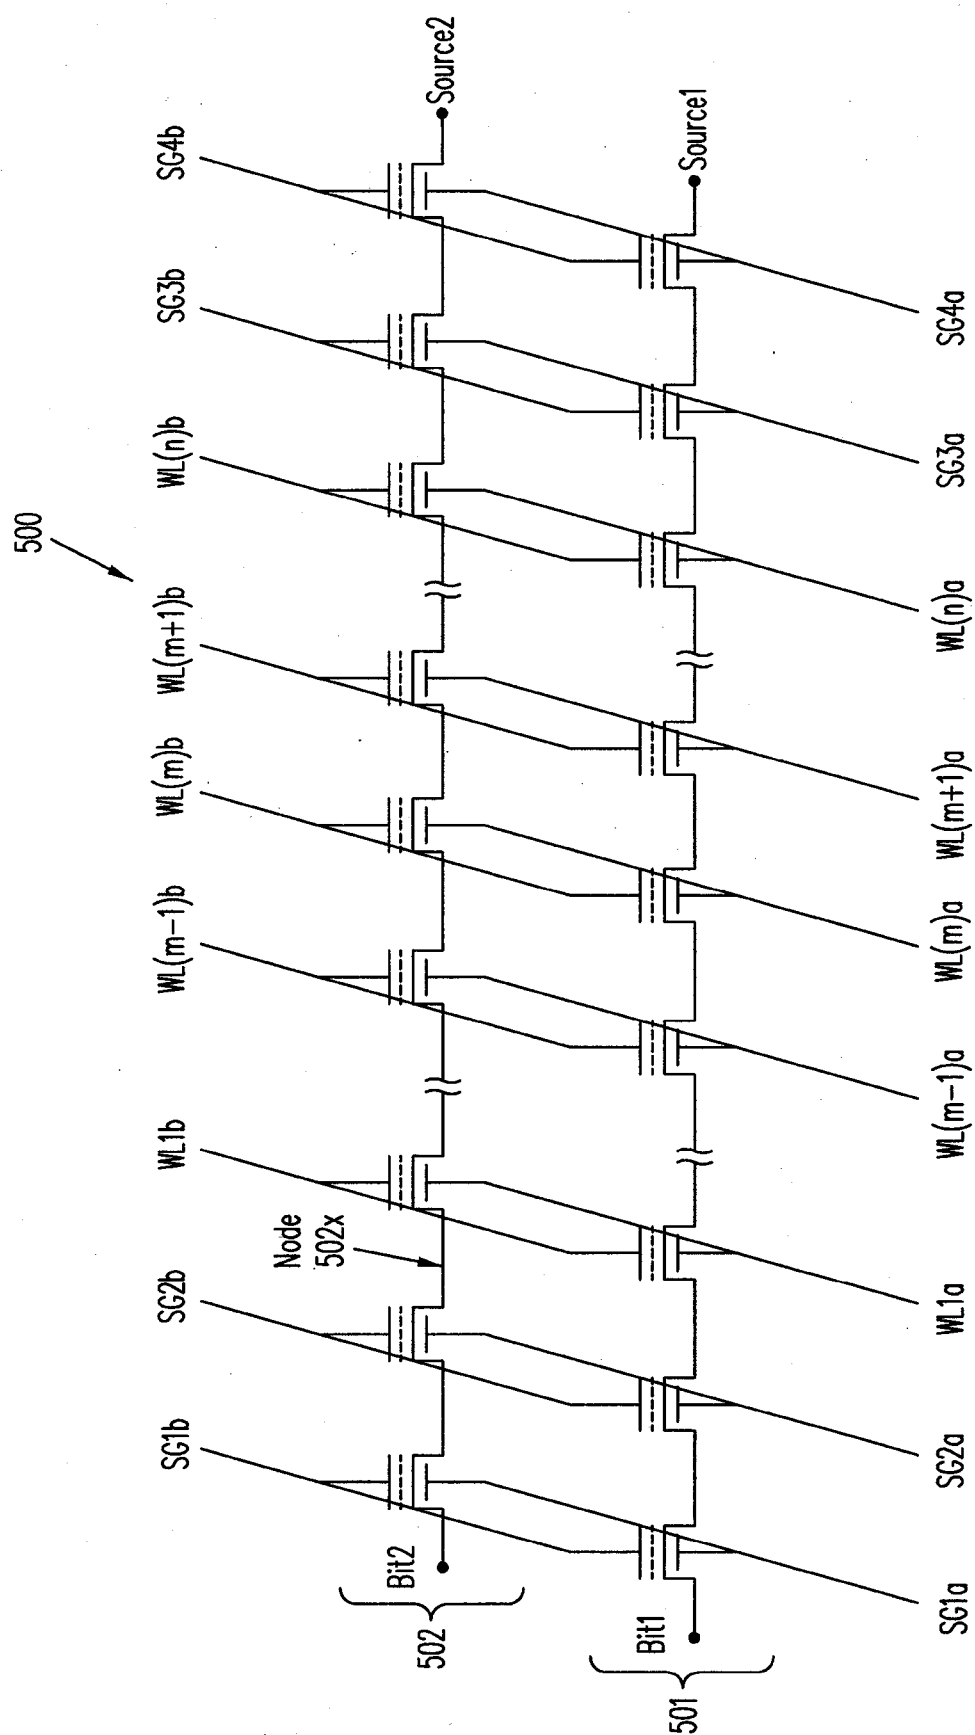 500
SG1b
SG2b
WL1b
WL(m−1)b
WL(m)b
WL(m+1)b
WL(n)b
SG3b
SG4b
Node
502x
Bit2
Source2
502
Bit1
Source1
501
SG1a
SG2a
WL1a
WL(m−1)a
WL(m)a
WL(m+1)a
WL(n)a
SG3a
SG4a